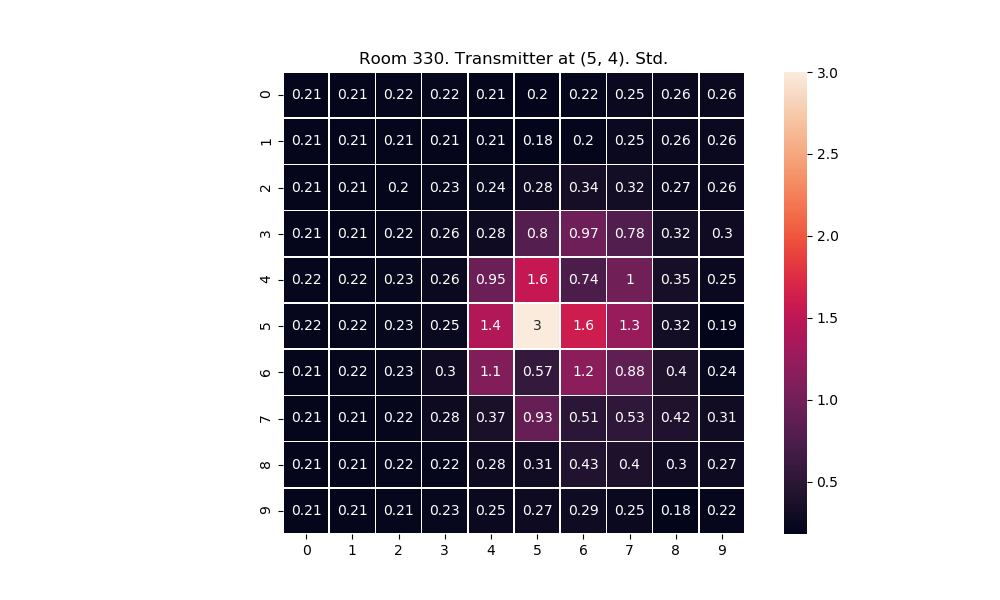 Room 330. Transmitter at (5, 4). Std.
0 0.21 0.21 0.22 0.22 0.21 0.2 0.22 0.25 0.26 0.26
1 0.21 0.21 0.21 0.21 0.21 0.18 0.2 0.25 0.26 0.26
2 0.21 0.21 0.2 0.23 0.24 0.28 0.34 0.32 0.27 0.26
3 0.21 0.21 0.22 0.26 0.28 0.8 0.97 0.78 0.32 0.3
4 0.22 0.22 0.23 0.26 0.95 1.6 0.74 1 0.35 0.25
5 0.22 0.22 0.23 0.25 1.4 3 1.6 1.3 0.32 0.19
6 0.21 0.22 0.23 0.3 1.1 0.57 1.2 0.88 0.4 0.24
7 0.21 0.21 0.22 0.28 0.37 0.93 0.51 0.53 0.42 0.31
8 0.21 0.21 0.22 0.22 0.28 0.31 0.43 0.4 0.3 0.27
9 0.21 0.21 0.21 0.23 0.25 0.27 0.29 0.25 0.18 0.22
0 1 2 3 4 5 6 7 8 9
3.0
2.5
2.0
1.5
1.0
0.5